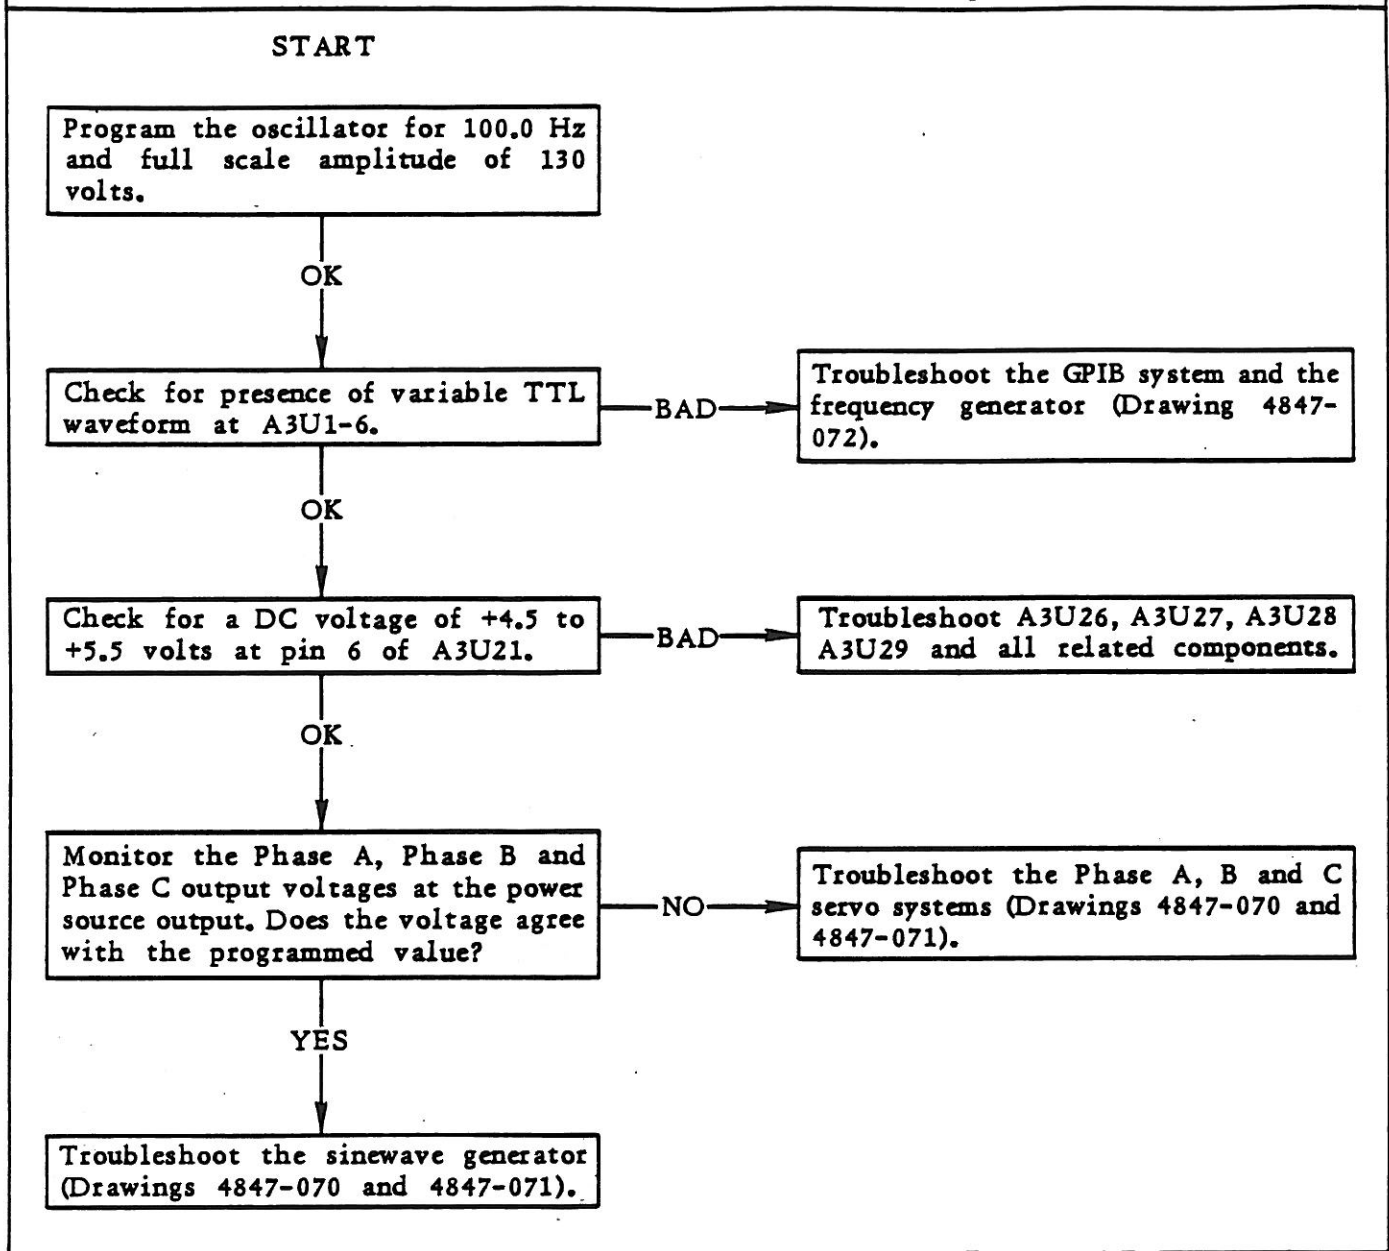 START
Program the oscillator for 100.0 Hz
and full scale amplitude of 130
volts.
OK
Check for presence of variable TTL
waveform at A3U1-6.
BAD
Troubleshoot the GPIB system and the
frequency generator (Drawing 4847-
072).
OK
Check for a DC voltage of +4.5 to
+5.5 volts at pin 6 of A3U21.
BAD
Troubleshoot A3U26, A3U27, A3U28
A3U29 and all related components.
OK
Monitor the Phase A, Phase B and
Phase C output voltages at the power
source output. Does the voltage agree
with the programmed value?
NO
Troubleshoot the Phase A, B and C
servo systems (Drawings 4847-070 and
4847-071).
YES
Troubleshoot the sinewave generator
(Drawings 4847-070 and 4847-071).